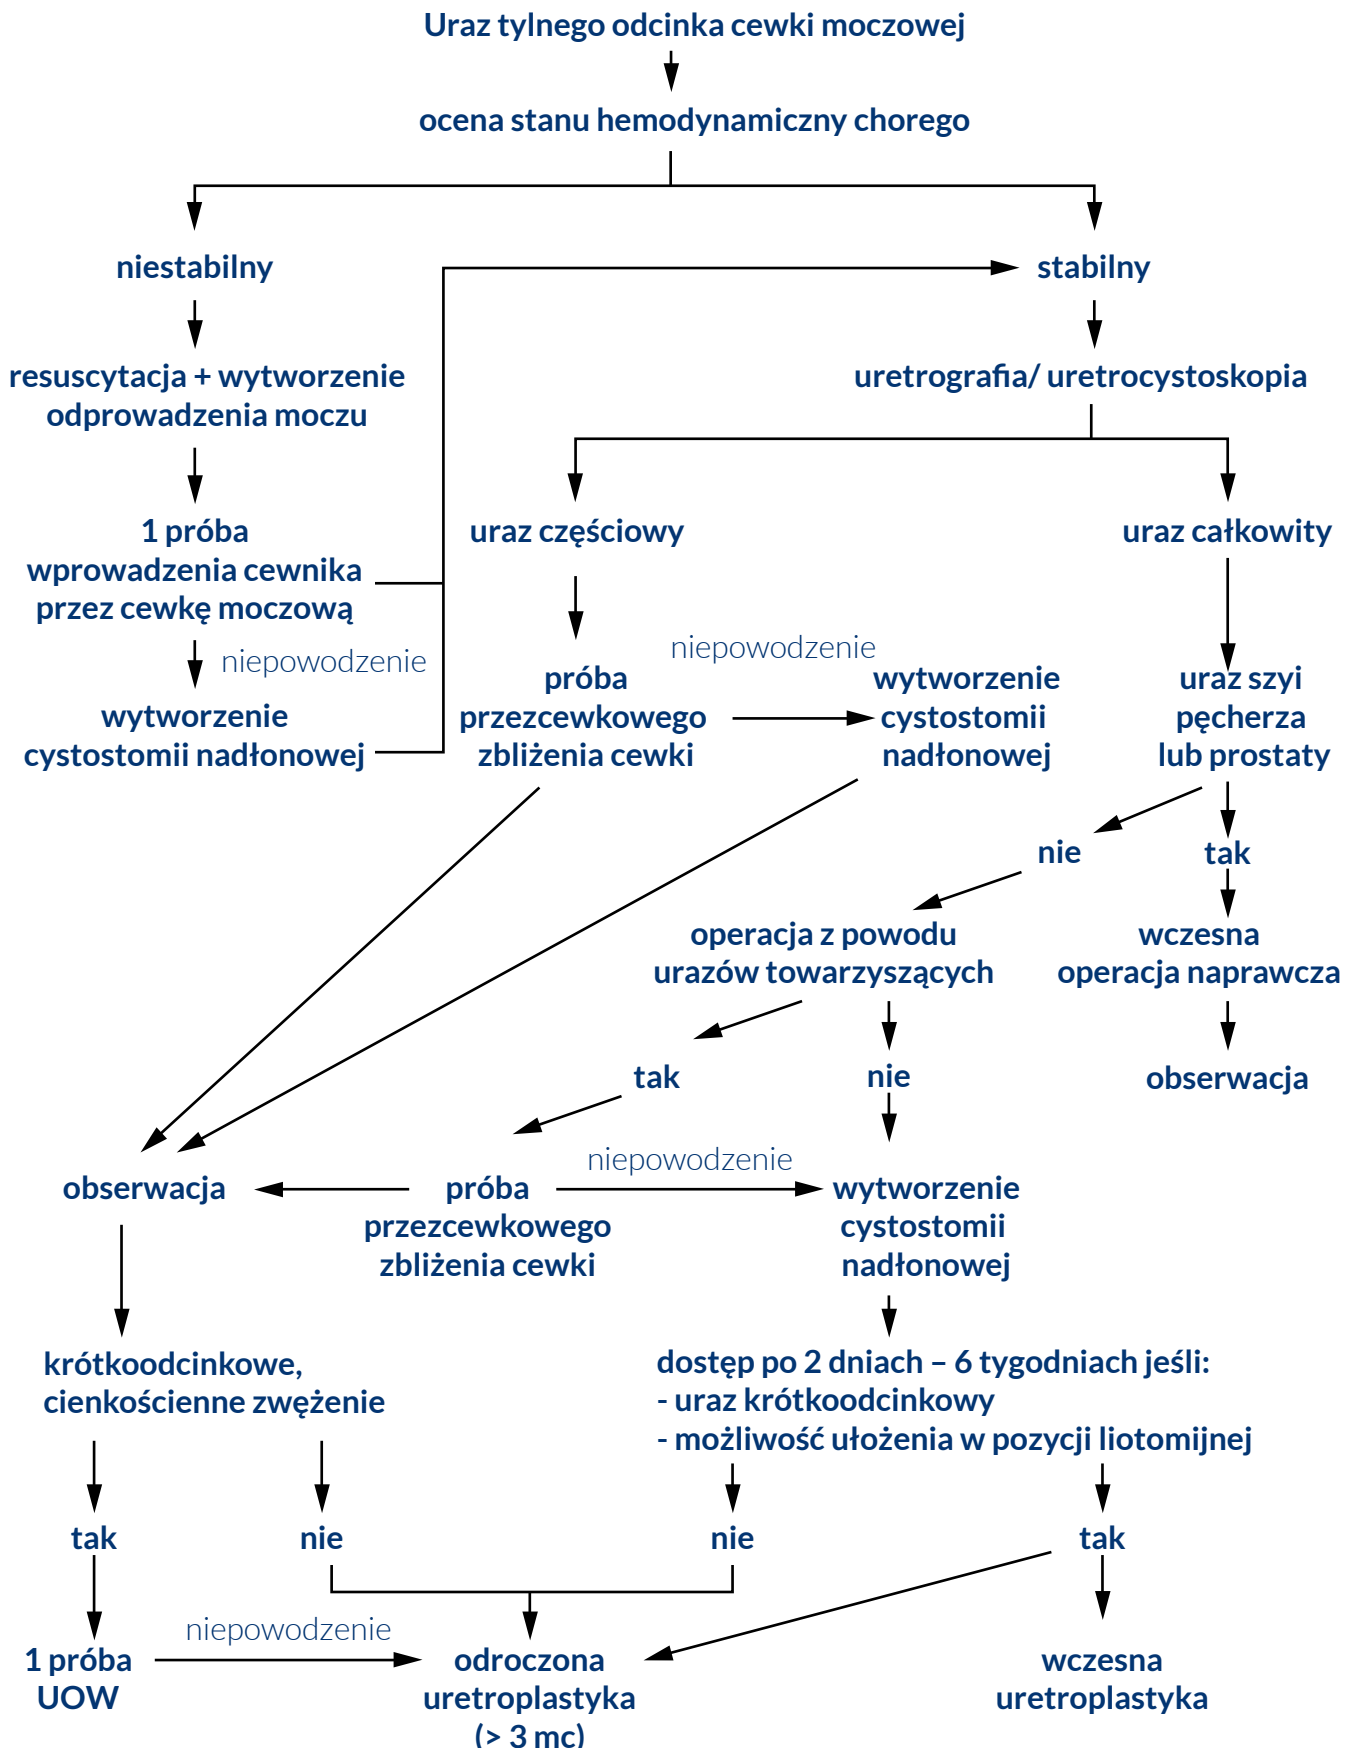 Uraz tylnego odcinka cewki moczowej
ocena stanu hemodynamiczny chorego
niestabilny
stabilny
resuscytacja + wytworzenie
odprowadzenia moczu
uretrografia/ uretrocystoskopia
1 próba
wprowadzenia cewnika
przez cewkę moczową
uraz częściowy
uraz całkowity
niepowodzenie
wytworzenie
cystostomii nadłonowej
próba
przezcewkowego
zbliżenia cewki
niepowodzenie
wytworzenie
cystostomii
nadłonowej
uraz szyi
pęcherza
lub prostaty
nie
tak
operacja z powodu
urazów towarzyszących
wczesna
operacja naprawcza
tak
nie
obserwacja
obserwacja
próba
przezcewkowego
zbliżenia cewki
niepowodzenie
wytworzenie
cystostomii
nadłonowej
krótkoodcinkowe,
cienkościenne zwężenie
dostęp po 2 dniach – 6 tygodniach jeśli:
- uraz krótkoodcinkowy
- możliwość ułożenia w pozycji liotomijnej
tak
nie
nie
tak
1 próba
UOW
niepowodzenie
odroczona
uretroplastyka
(> 3 mc)
wczesna
uretroplastyka